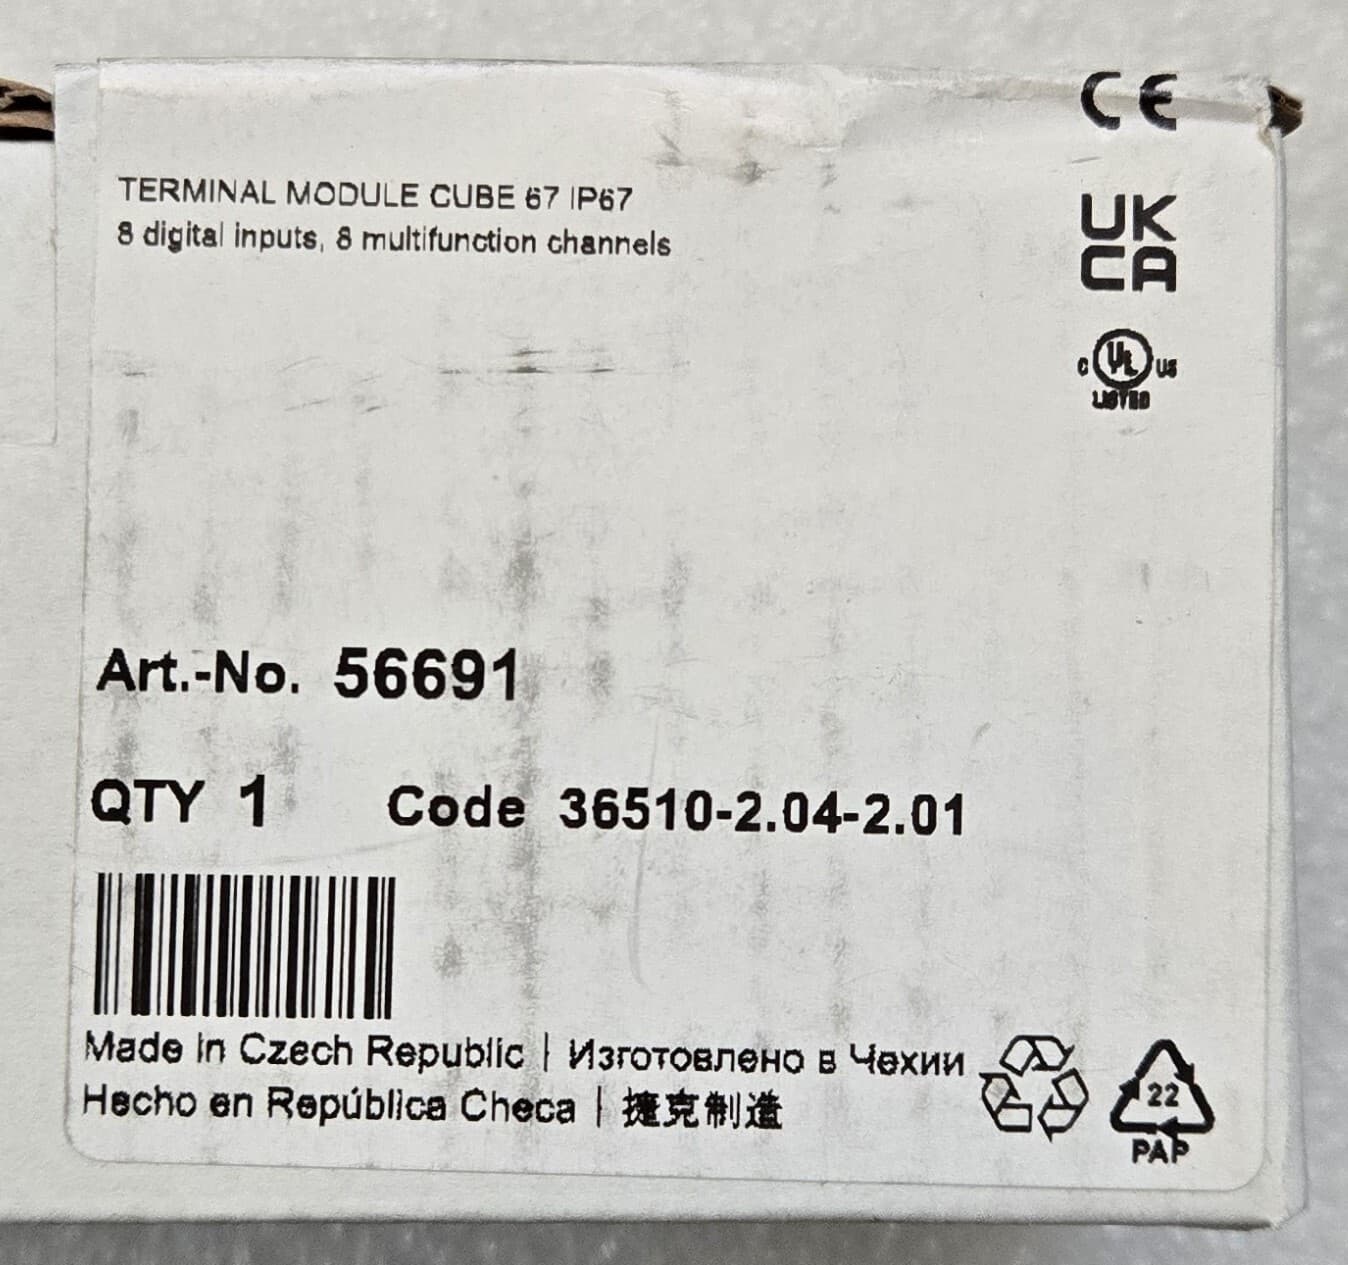 CE
TERMINAL MODULE CUBE 67 IP67
8 digital inputs, 8 multifunction channels
UK
CA
C UL US
LISTED
Art.-No. 56691
QTY 1 Code 36510-2.04-2.01
Made in Czech Republic | Изготовлено в Чехии
Hecho en República Checa | 捷克制造
22
PAP